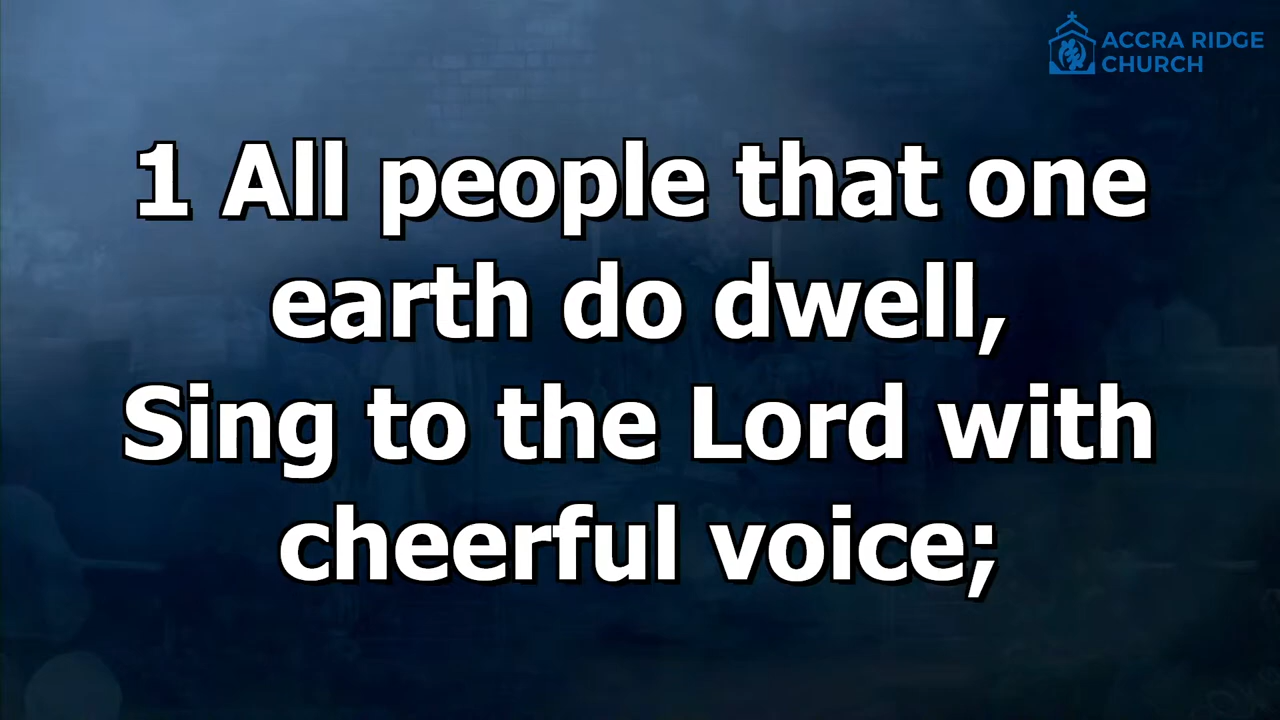 ACCRA RIDGE
CHURCH
1 All people that one
earth do dwell,
Sing to the Lord with
cheerful voice;